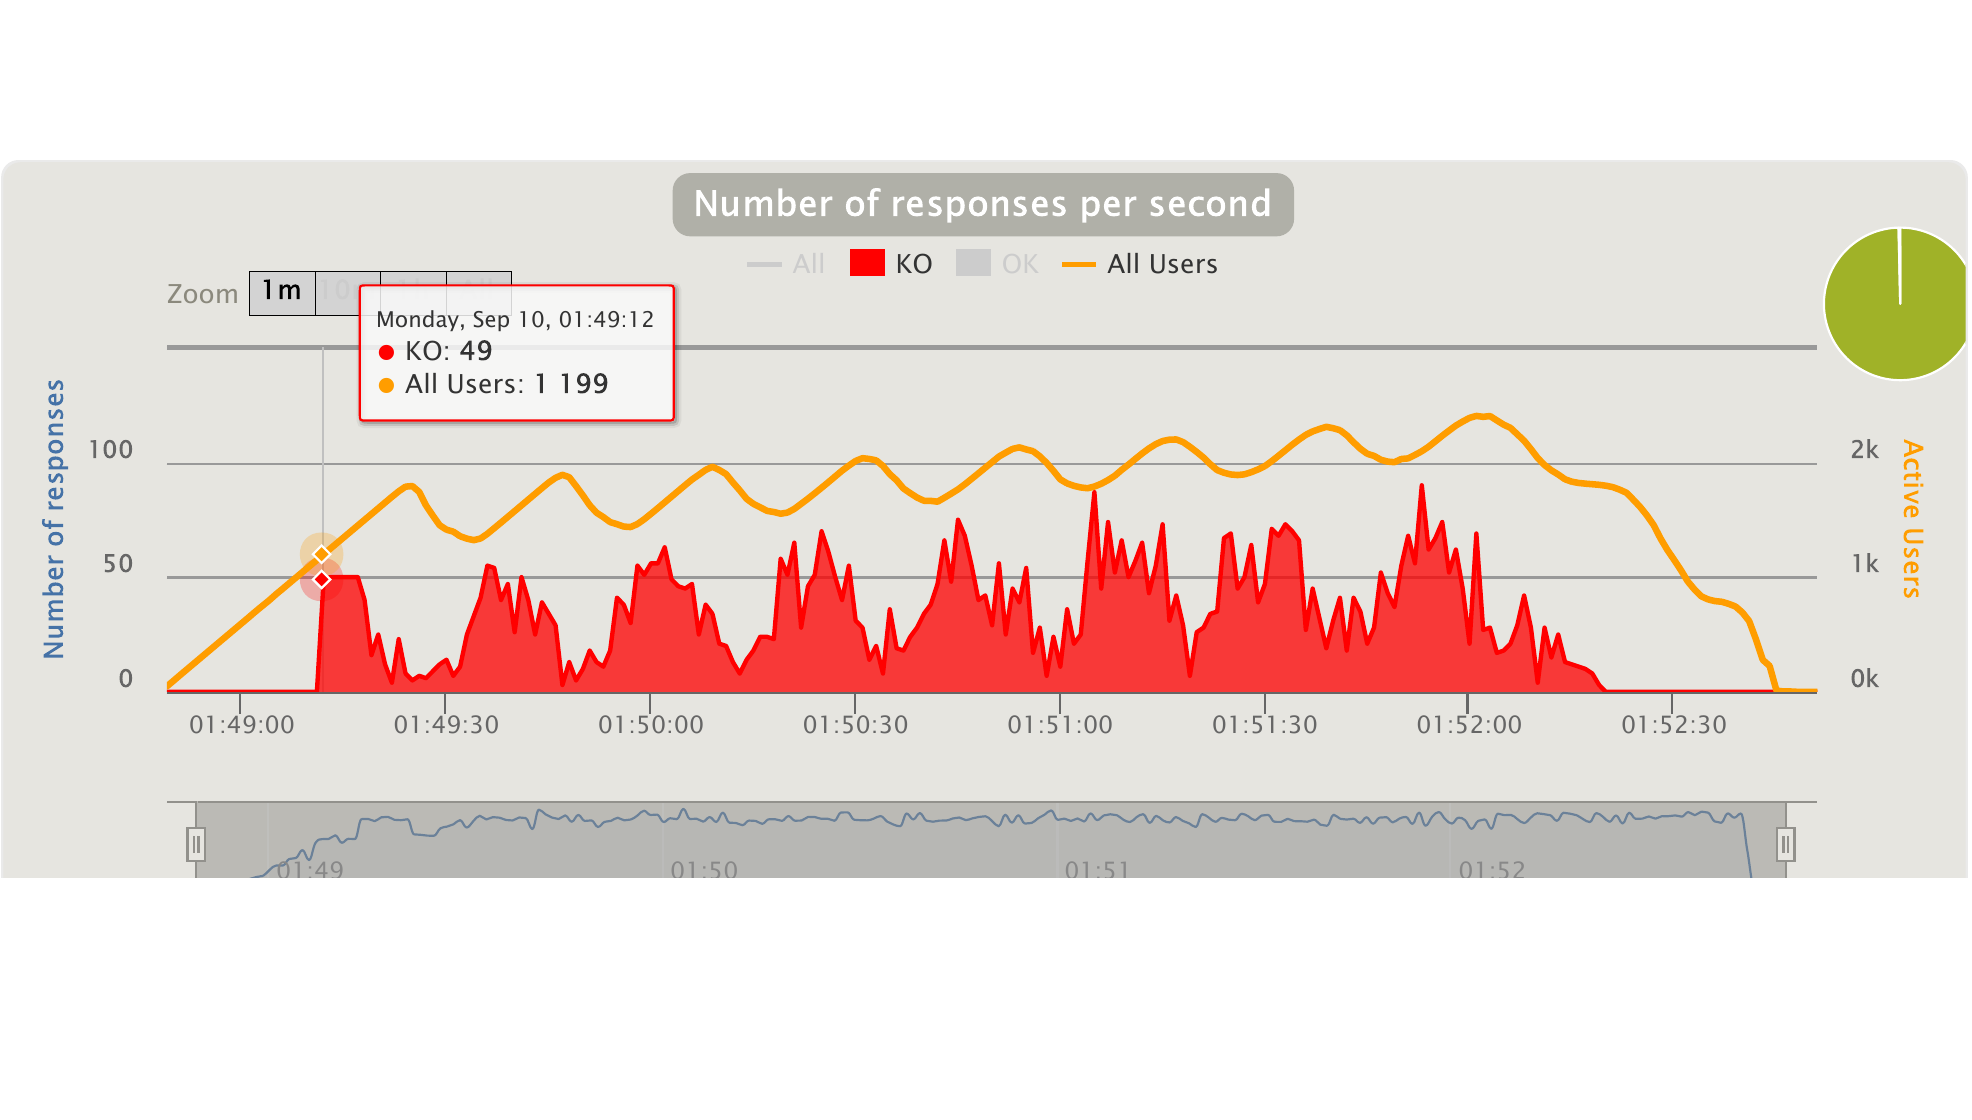 Number of responses per second
All KO OK All Users
Zoom 1m
Monday, Sep 10, 01:49:12
KO: 49
All Users: 1 199
Number of responses
100
50
0
2k
1k
0k
Active Users
01:49:00 01:49:30 01:50:00 01:50:30 01:51:00 01:51:30 01:52:00 01:52:30
01:49 01:50 01:51 01:52